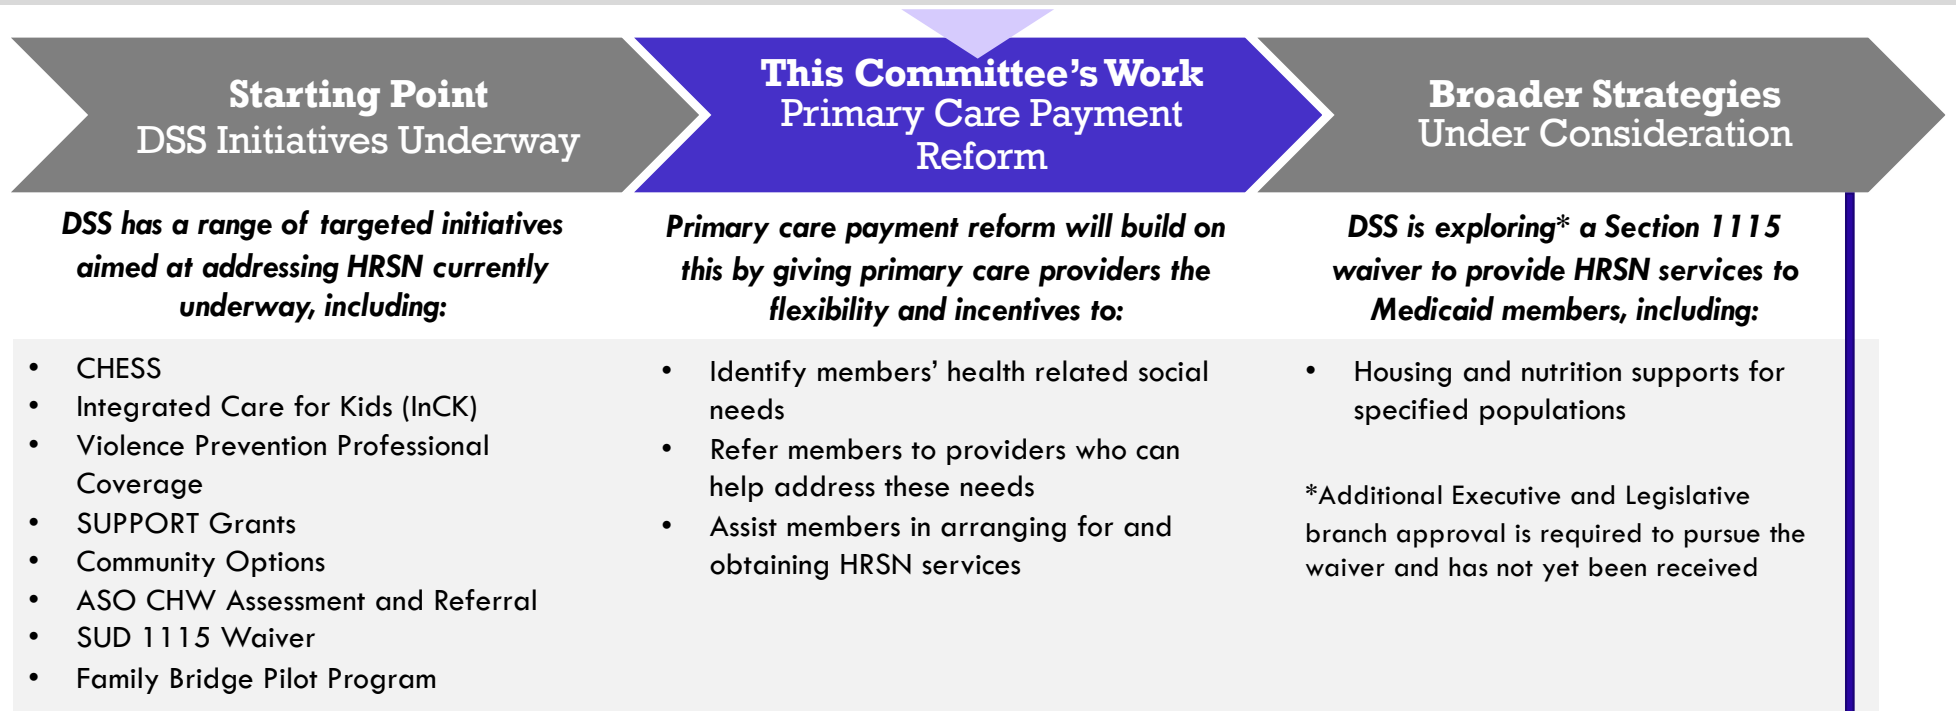 Starting Point
DSS Initiatives Underway
DSS has a range of targeted initiatives
aimed at addressing HRSN currently
underway, including:
• CHESS
• Integrated Care for Kids (InCK)
• Violence Prevention Professional
Coverage
• SUPPORT Grants
• Community Options
• ASO CHW Assessment and Referral
• SUD 1115 Waiver
• Family Bridge Pilot Program
This Committee's Work
Primary Care Payment
Reform
Primary care payment reform will build on
this by giving primary care providers the
flexibility and incentives to:
• Identify members' health related social
needs
• Refer members to providers who can
help address these needs
• Assist members in arranging for and
obtaining HRSN services
Broader Strategies
Under Consideration
DSS is exploring* a Section 1115
waiver to provide HRSN services to
Medicaid members, including:
• Housing and nutrition supports for
specified populations
*Additional Executive and Legislative
branch approval is required to pursue the
waiver and has not yet been received